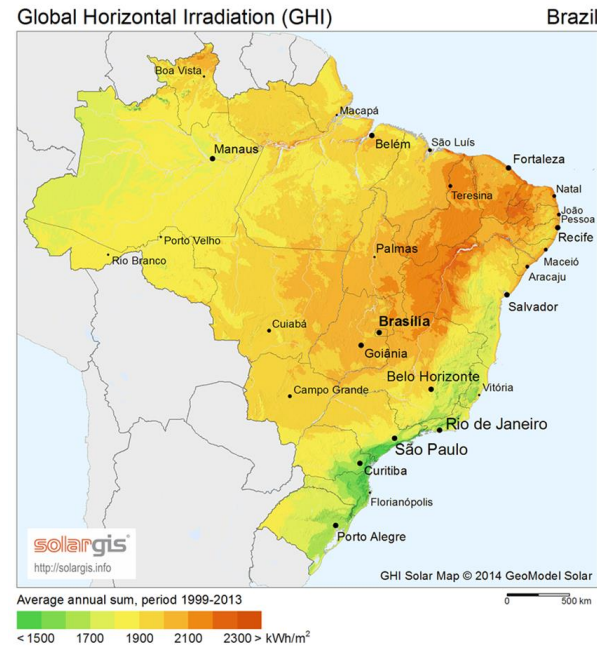 Global Horizontal Irradiation (GHI)
Brazil
Boa Vista
Macapá
Manaus
Belém
São Luís
Fortaleza
Teresina
Natal
João
Pessoa
Recife
Porto Velho
Palmas
Maceió
Rio Branco
Aracaju
Salvador
Cuiabá
Brasília
Goiânia
Belo Horizonte
Campo Grande
Vitória
Rio de Janeiro
São Paulo
Curitiba
Florianópolis
Porto Alegre
solargis®
http://solargis.info
GHI Solar Map © 2014 GeoModel Solar
Average annual sum, period 1999-2013
0 500 km
< 1500 1700 1900 2100 2300 > kWh/m²